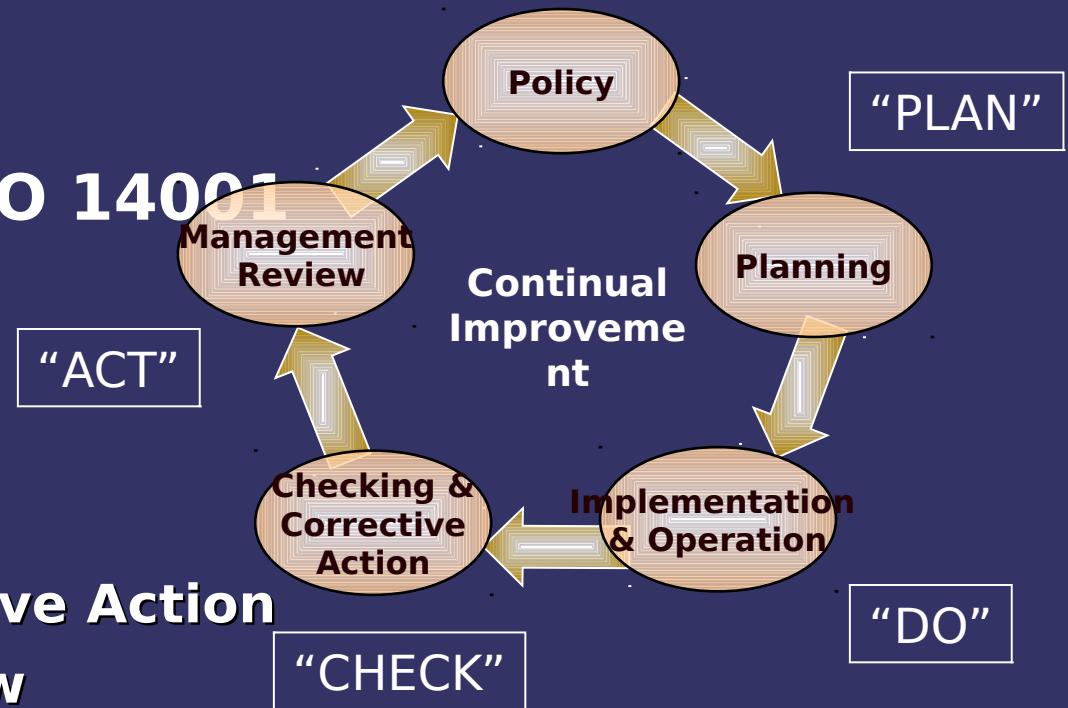 Policy
“PLAN”
O 14001
Management
Review
Planning
Continual
Improveme
nt
“ACT”
Checking &
Corrective
Action
Implementation
& Operation
ve Action
“DO”
“CHECK”
w